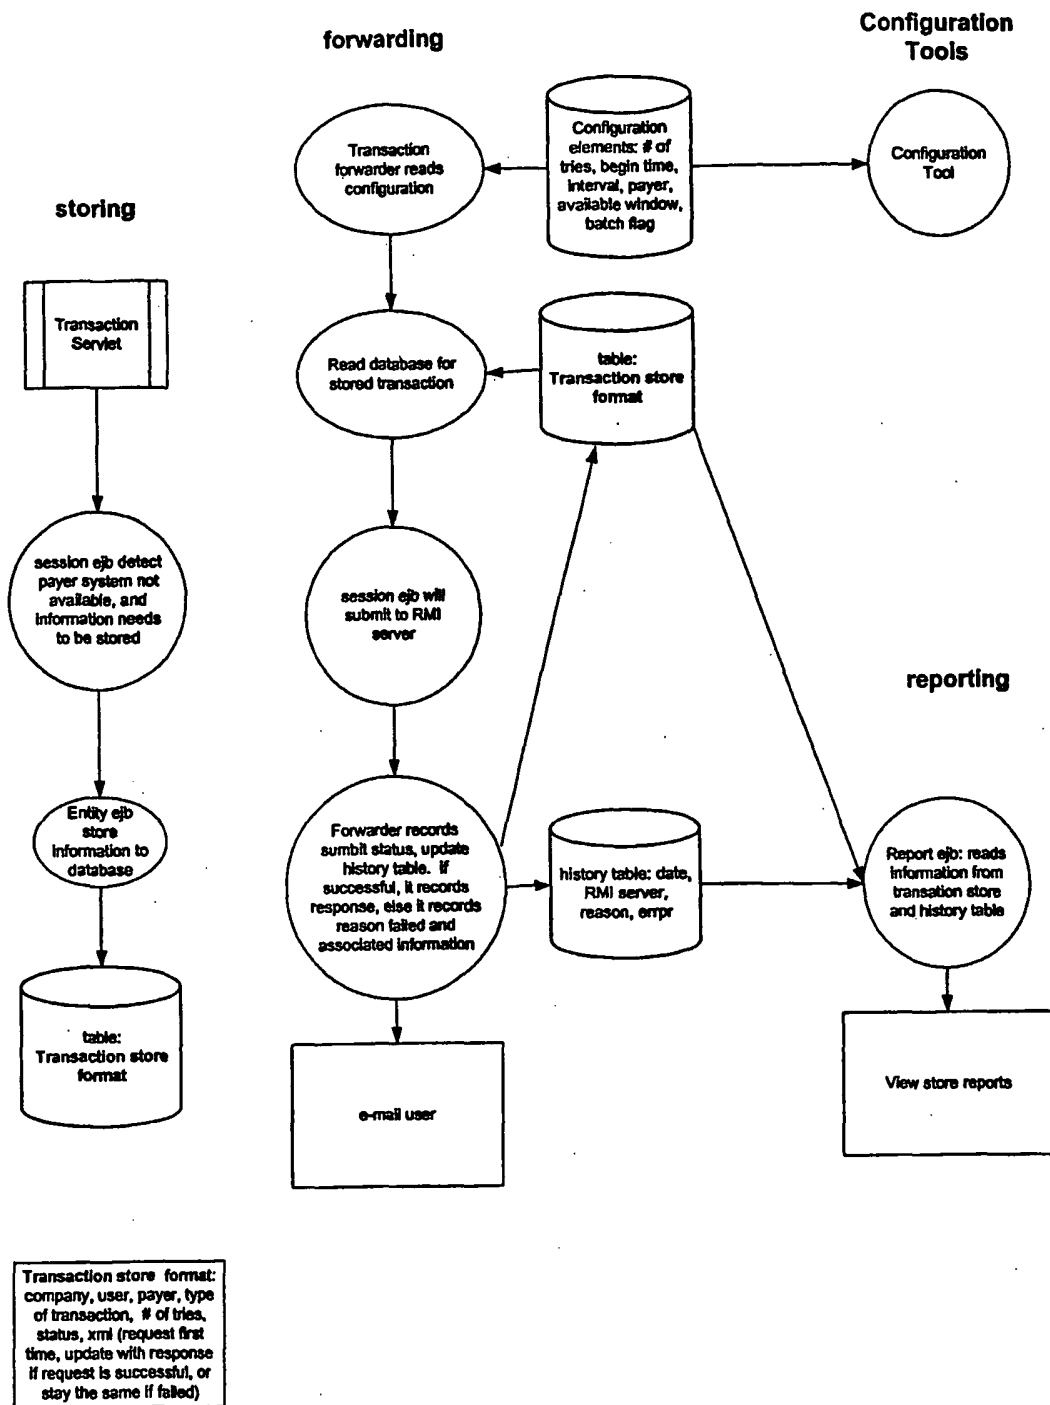 forwarding
Configuration
Tools
Transaction
forwarder reads
configuration
Configuration
elements: # of
tries, begin time,
interval, payer,
available window,
batch flag
Configuration
Tool
storing
Transaction
Servlet
Read database for
stored transaction
table:
Transaction store
format
session ejb detect
payer system not
available, and
information needs
to be stored
session ejb will
submit to RMI
server
reporting
Entity ejb
store
information to
database
Forwarder records
sumbit status, update
history table. if
successful, it records
response, else it records
reason failed and
associated information
history table: date,
RMI server,
reason, errpr
Report ejb: reads
information from
transation store
and history table
table:
Transaction store
format
e-mail user
View store reports
Transaction store format:
company, user, payer, type
of transaction, # of tries,
status, xml (request first
time, update with response
if request is successful, or
stay the same if failed)